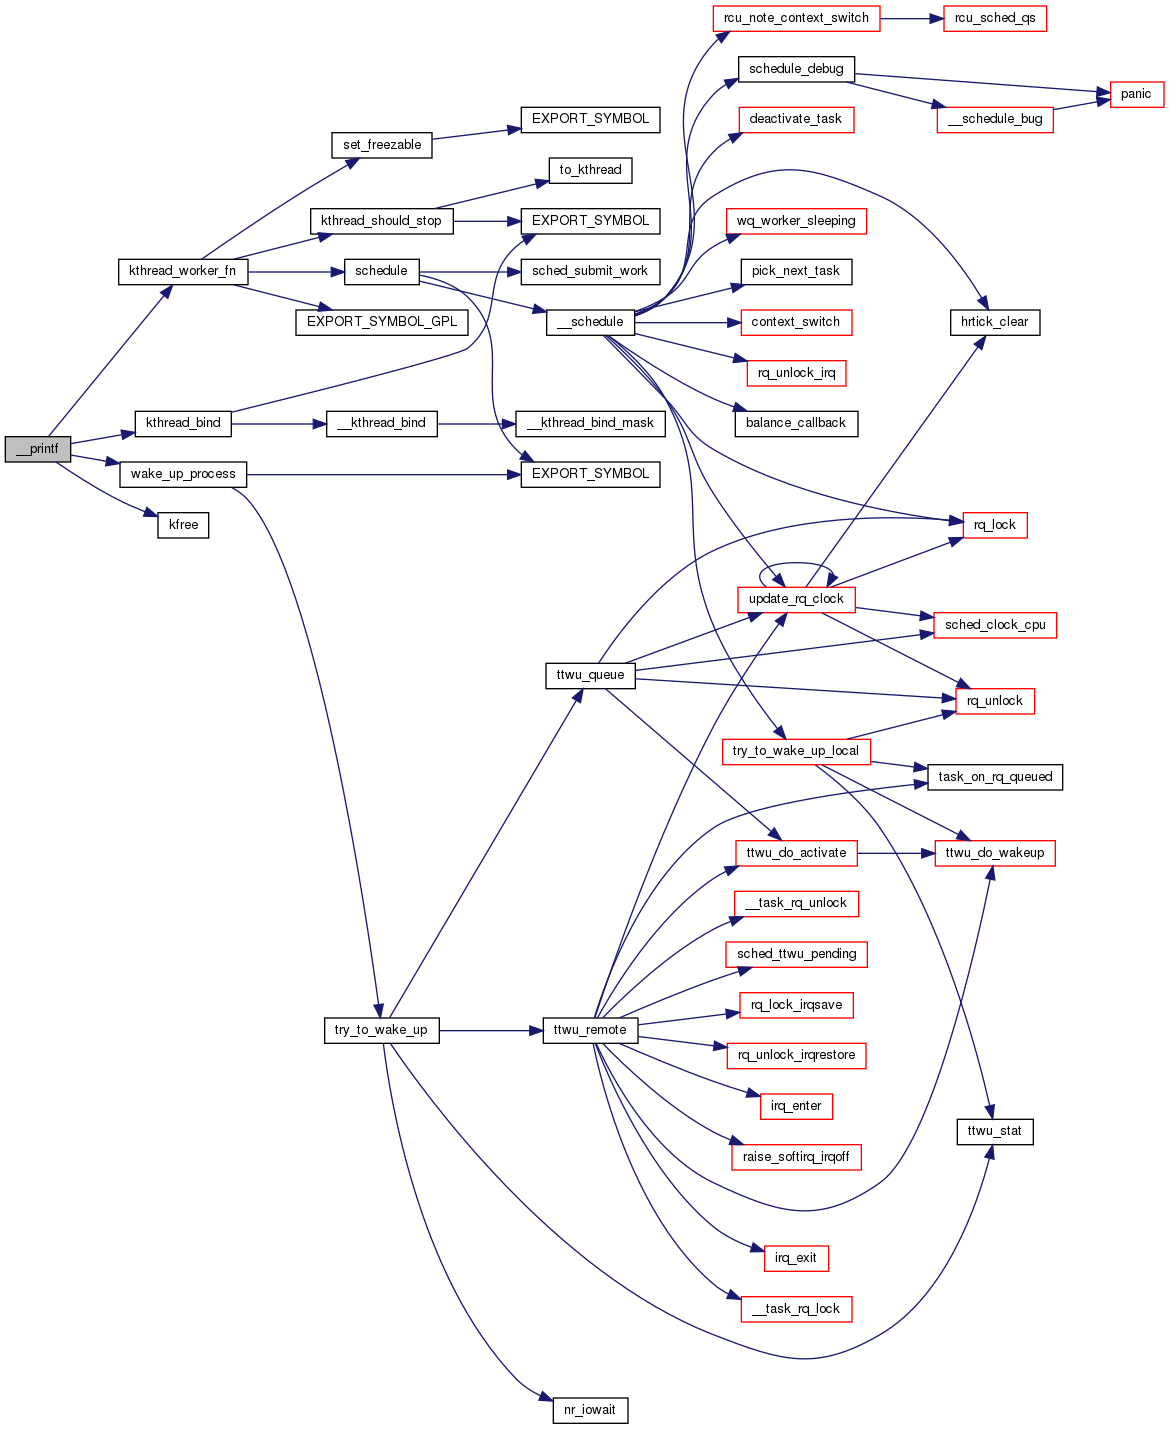 rcu_note_context_switch
rcu_sched_qs
schedule_debug
panic
EXPORT_SYMBOL
deactivate_task
__schedule_bug
set_freezable
to_kthread
kthread_should_stop
EXPORT_SYMBOL
wq_worker_sleeping
kthread_worker_fn
schedule
sched_submit_work
pick_next_task
EXPORT_SYMBOL_GPL
__schedule
context_switch
hrtick_clear
rq_unlock_irq
kthread_bind
__kthread_bind
__kthread_bind_mask
balance_callback
__printf
wake_up_process
EXPORT_SYMBOL
kfree
rq_lock
update_rq_clock
sched_clock_cpu
ttwu_queue
rq_unlock
try_to_wake_up_local
task_on_rq_queued
ttwu_do_activate
ttwu_do_wakeup
__task_rq_unlock
sched_ttwu_pending
rq_lock_irqsave
try_to_wake_up
ttwu_remote
rq_unlock_irqrestore
irq_enter
ttwu_stat
raise_softirq_irqoff
irq_exit
__task_rq_lock
nr_iowait